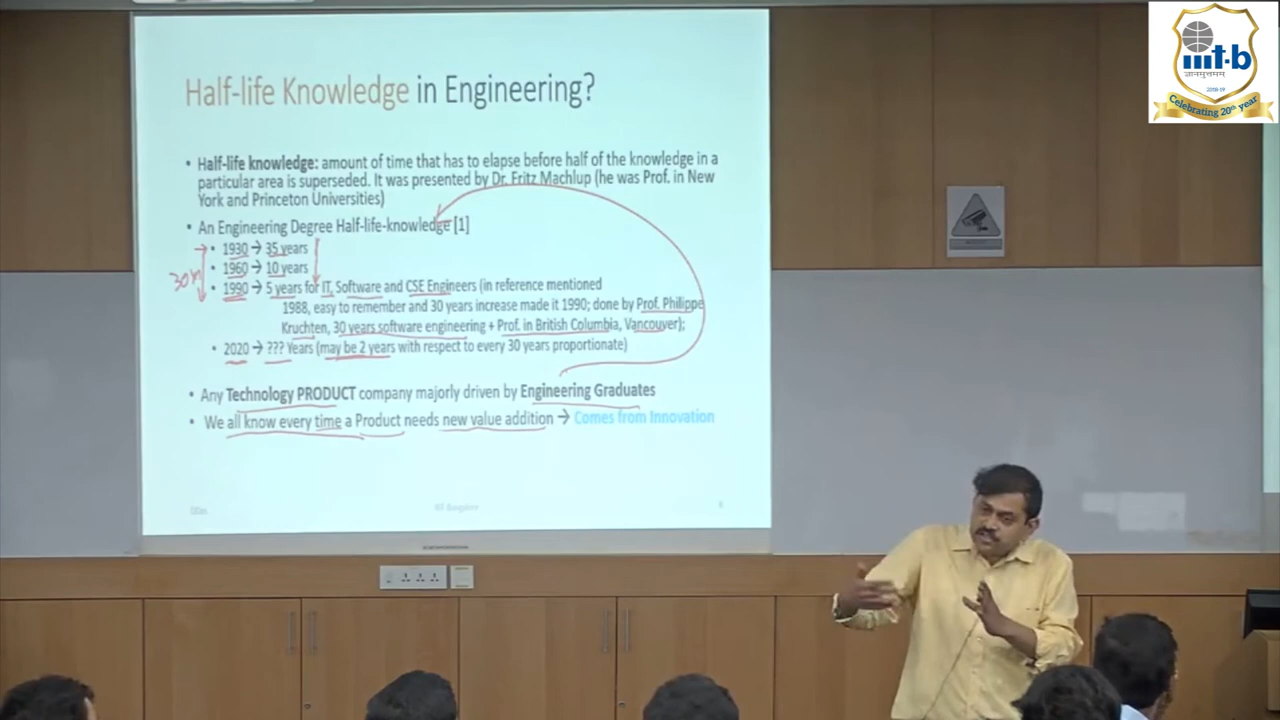 Half-life Knowledge in Engineering?
• Half-life knowledge: amount of time that has to elapse before half of the knowledge in a
particular area is superseded. It was presented by Dr. Fritz Machlup (he was Prof. in New
York and Princeton Universities)
• An Engineering Degree Half-life-knowledge [1]
• 1930 → 35 years
• 1960 → 10 years
• 1990 → 5 years for IT, Software and CSE Engineers (in reference mentioned
1988, easy to remember and 30 years increase made it 1990; done by Prof. Philippe
Kruchten, 30 years software engineering + Prof. in British Columbia, Vancouver);
• 2020 → ??? Years (may be 2 years with respect to every 30 years proportionate)
• Any Technology PRODUCT company majorly driven by Engineering Graduates
• We all know every time a Product needs new value addition → Comes from Innovation
iiit-b
ज्ञानमुत्तमम्
2018-19
Celebrating 20th year